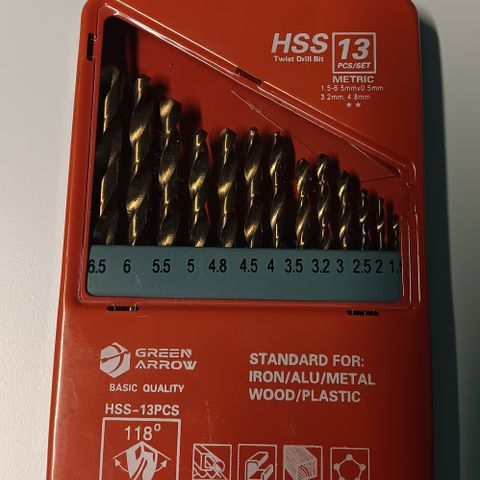 HSS 13
Twist Drill Bit PCS/SET
METRIC
1.5-6.5mmx0.5mm
3.2mm, 4.8mm
★★
6.5 6 5.5 5 4.8 4.5 4 3.5 3.2 3 2.5 2
GREEN
ARROW
BASIC QUALITY
HSS-13PCS
118°
STANDARD FOR:
IRON/ALU/METAL
WOOD/PLASTIC